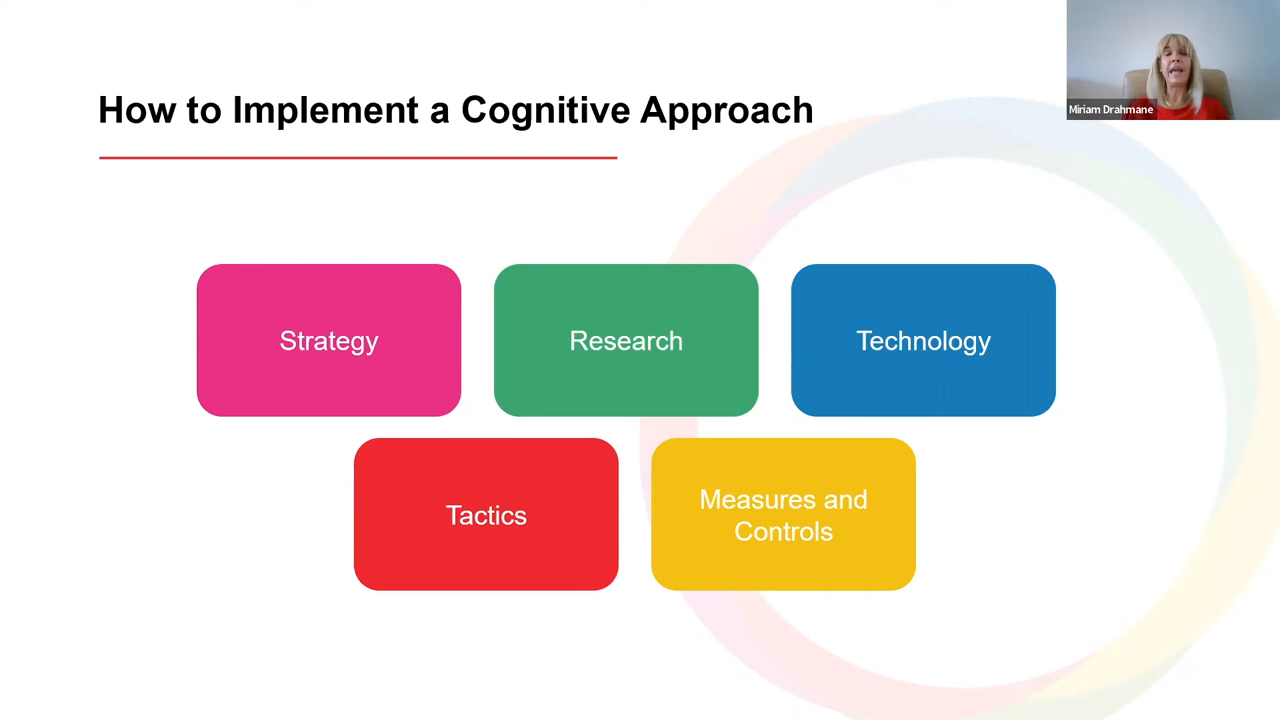 How to Implement a Cognitive Approach
Miriam Drahmane
Strategy
Research
Technology
Tactics
Measures and
Controls